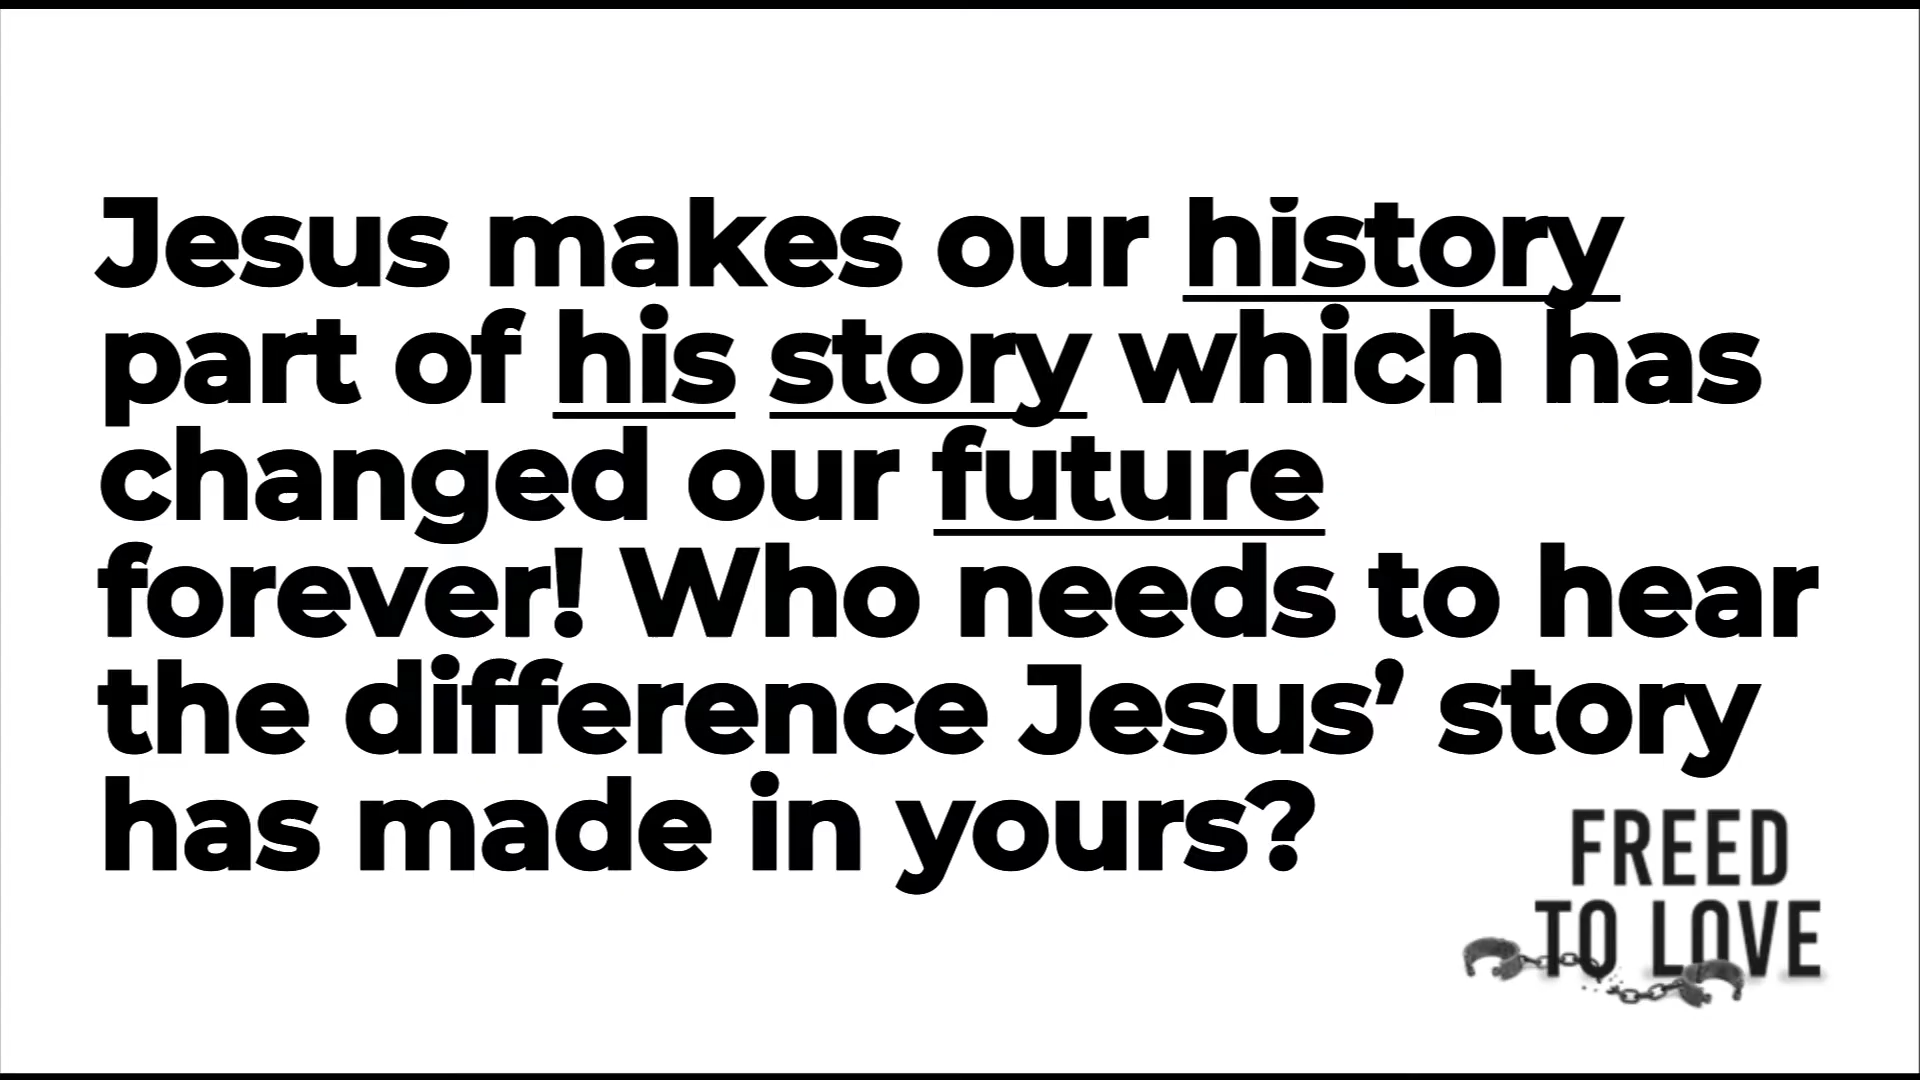 Jesus makes our history
part of his story which has
changed our future
forever! Who needs to hear
the difference Jesus’ story
has made in yours?
FREED
TO LOVE